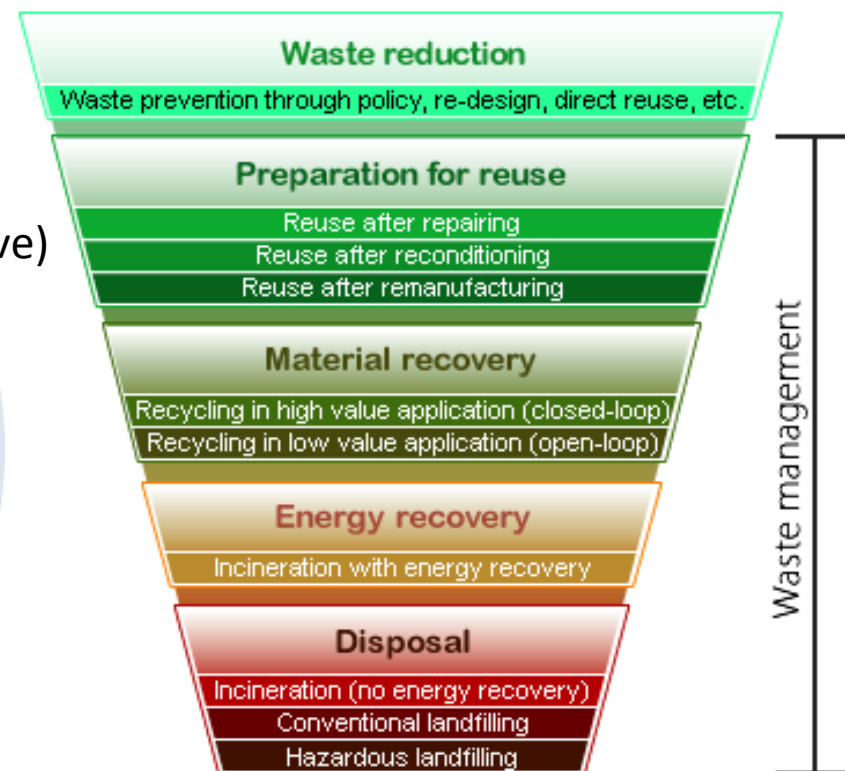 Waste reduction
Waste prevention through policy, re-design, direct reuse, etc.
Preparation for reuse
Reuse after repairing
ve)
Reuse after reconditioning
Reuse after remanufacturing
Material recovery
Recycling in high value application (closed-loop)
Recycling in low value application (open-loop)
Energy recovery
Incineration with energy recovery
Disposal
Incineration (no energy recovery)
Conventional landfilling
Hazardous landfilling
Waste management